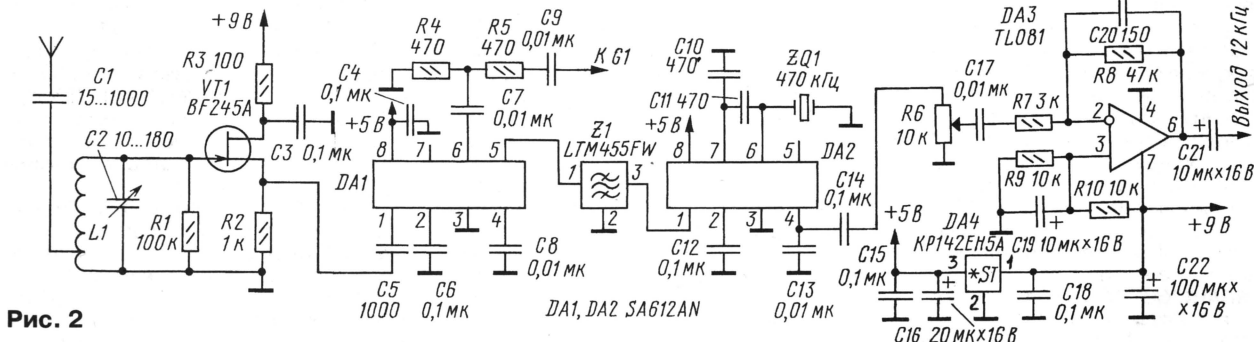 +9 В
R3 100
VT1
BF245A
C1
15...1000
C2 10...180
L1
R1
100 к
R2
1 к
C3 0,1 мк
C4
0,1 мк
+5 В
R4
470
R5
470
C9
0,01 мк
К G1
C7
0,01 мк
8
7
6
5
DA1
1
2
3
4
C5
1000
C6
0,1 мк
C8
0,01 мк
Z1
LTM455FW
1
3
2
C10
470
ZQ1
470 кГц
C11 470
+5 В
8
7
6
5
DA2
1
2
3
4
C12
0,1 мк
C14
0,1 мк
C13
0,01 мк
DA1, DA2 SA612AN
R6
10 к
C17
0,01 мк
R7 3 к
DA3
TL081
C20 150
R8 47 к
2
3
4
6
7
R9 10 к
R10 10 к
C19 10 мк×16 В
C21
10 мк×16 В
Выход 12 кГц
+9 В
+5 В
DA4
КР142ЕН5А
3
*ST
1
2
C15
0,1 мк
C16 20 мк×16 В
C18
0,1 мк
C22
100 мк×
×16 В
Рис. 2